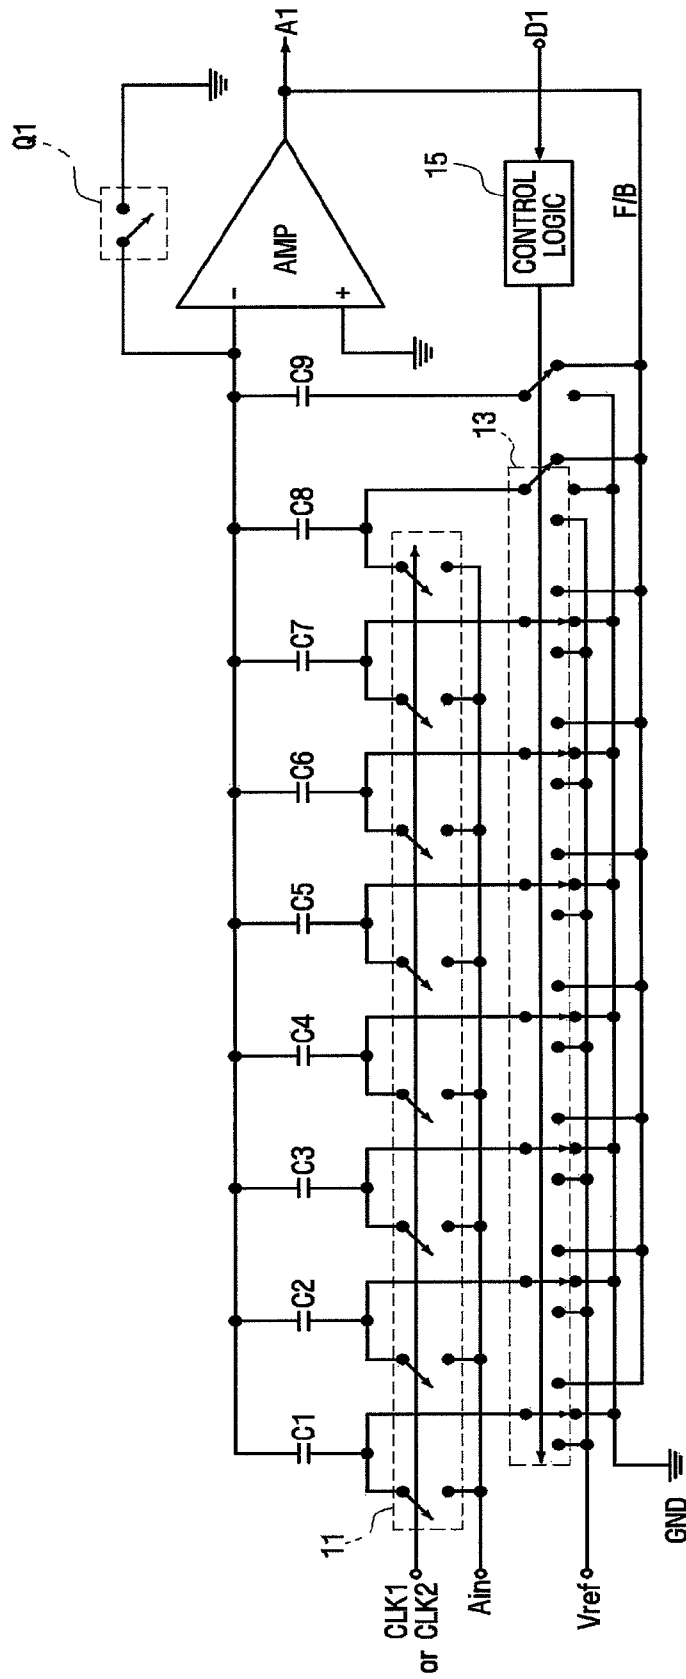 Q1
A1
AMP
-
+
C1
C2
C3
C4
C5
C6
C7
C8
C9
11
13
15
CONTROL
LOGIC
D1
F/B
CLK1
or CLK2
Ain
Vref
GND